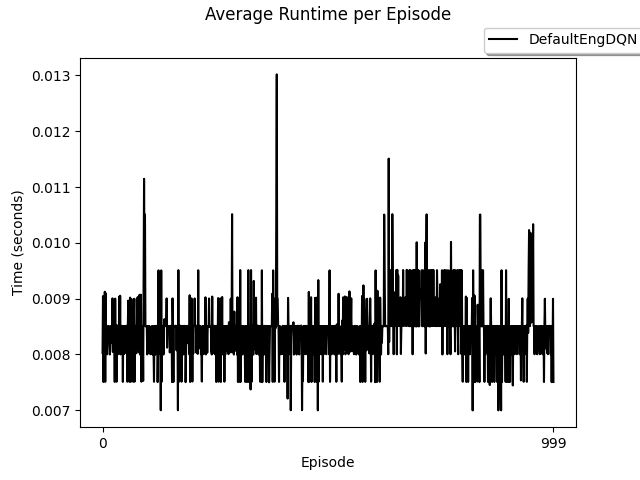 Average Runtime per Episode
DefaultEngDQN
0.013
0.012
0.011
0.010
0.009
0.008
0.007
Time (seconds)
0
999
Episode